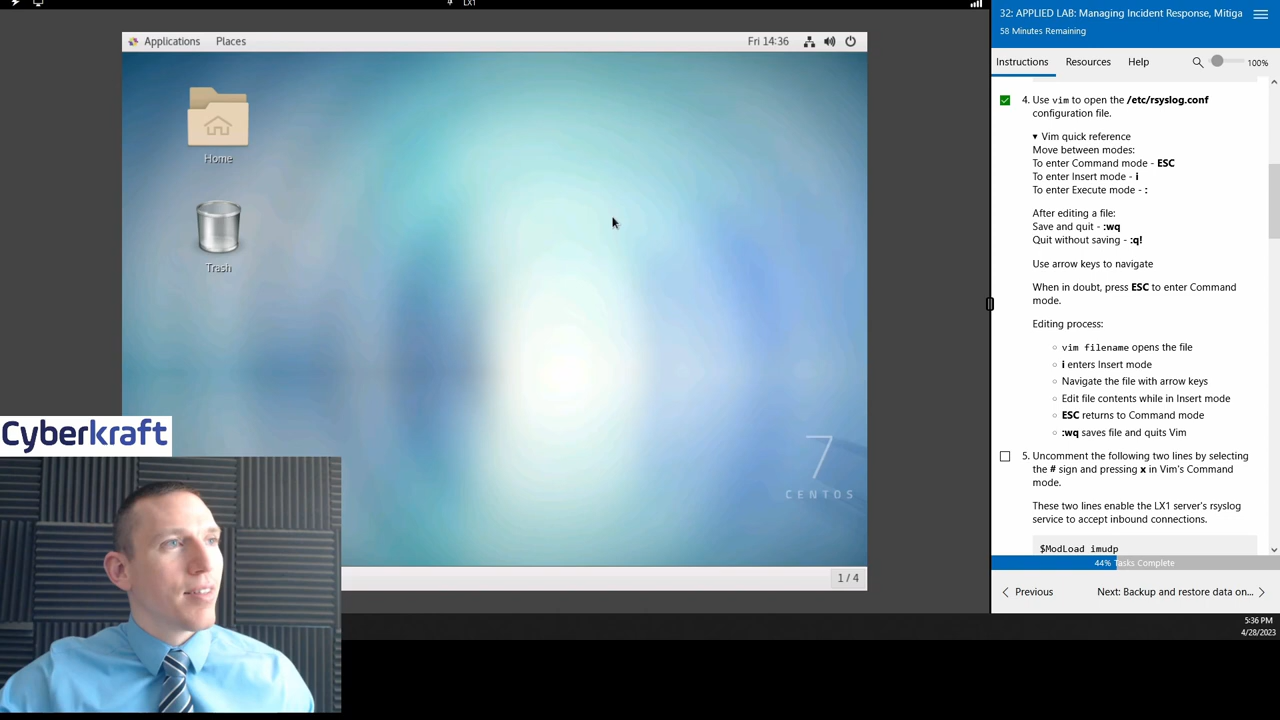 LX1
Applications Places Fri 14:36
Home
Trash
7
CENTOS
1 / 4
Cyberkraft
32: APPLIED LAB: Managing Incident Response, Mitiga
58 Minutes Remaining
Instructions Resources Help 100%
4. Use vim to open the /etc/rsyslog.conf
configuration file.
▾ Vim quick reference
Move between modes:
To enter Command mode - ESC
To enter Insert mode - i
To enter Execute mode - :
After editing a file:
Save and quit - :wq
Quit without saving - :q!
Use arrow keys to navigate
When in doubt, press ESC to enter Command
mode.
Editing process:
vim filename opens the file
i enters Insert mode
Navigate the file with arrow keys
Edit file contents while in Insert mode
ESC returns to Command mode
:wq saves file and quits Vim
5. Uncomment the following two lines by selecting
the # sign and pressing x in Vim's Command
mode.
These two lines enable the LX1 server's rsyslog
service to accept inbound connections.
$ModLoad imudp
44% Tasks Complete
Previous Next: Backup and restore data on...
5:36 PM
4/28/2023